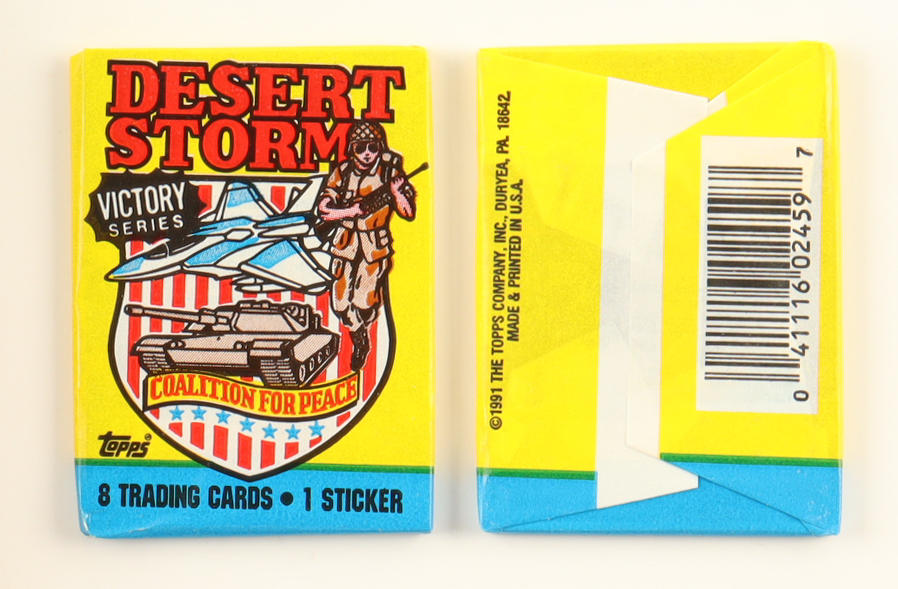 DESERT
STORM
VICTORY
SERIES
COALITION FOR PEACE
topps®
8 TRADING CARDS • 1 STICKER
©1991 THE TOPPS COMPANY, INC., DURYEA, PA. 18642.
MADE & PRINTED IN U.S.A.
0 41116 02459 7